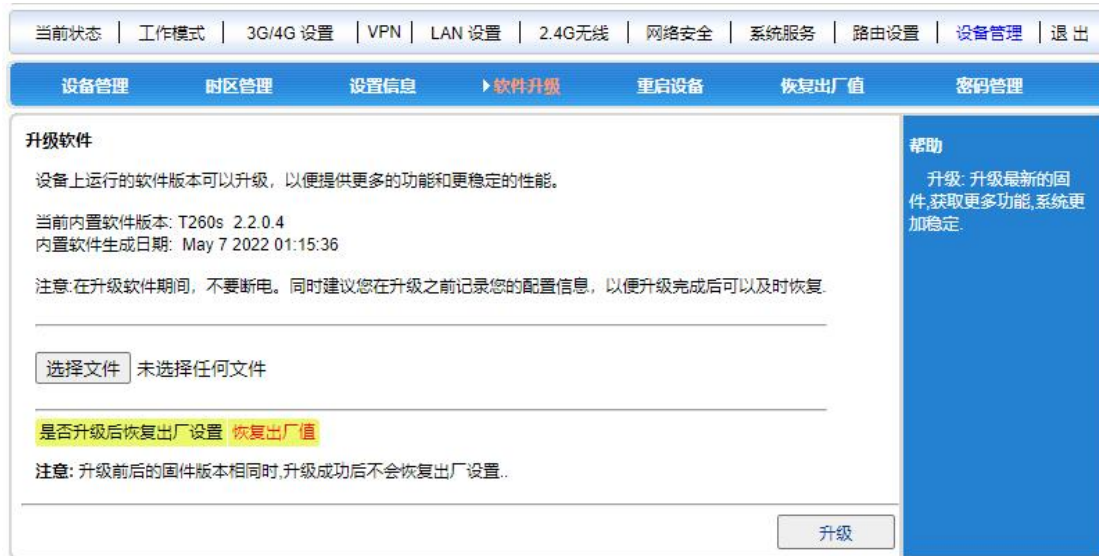 当前状态 | 工作模式 | 3G/4G 设置 | VPN | LAN 设置 | 2.4G无线 | 网络安全 | 系统服务 | 路由设置 | 设备管理 | 退 出
设备管理 时区管理 设置信息 软件升级 重启设备 恢复出厂值 密码管理
升级软件
设备上运行的软件版本可以升级，以便提供更多的功能和更稳定的性能。
当前内置软件版本: T260s 2.2.0.4
内置软件生成日期: May 7 2022 01:15:36
注意:在升级软件期间，不要断电。同时建议您在升级之前记录您的配置信息，以便升级完成后可以及时恢复.
选择文件 未选择任何文件
是否升级后恢复出厂设置 恢复出厂值
注意: 升级前后的固件版本相同时,升级成功后不会恢复出厂设置..
升级
帮助
升级: 升级最新的固
件,获取更多功能,系统更
加稳定.